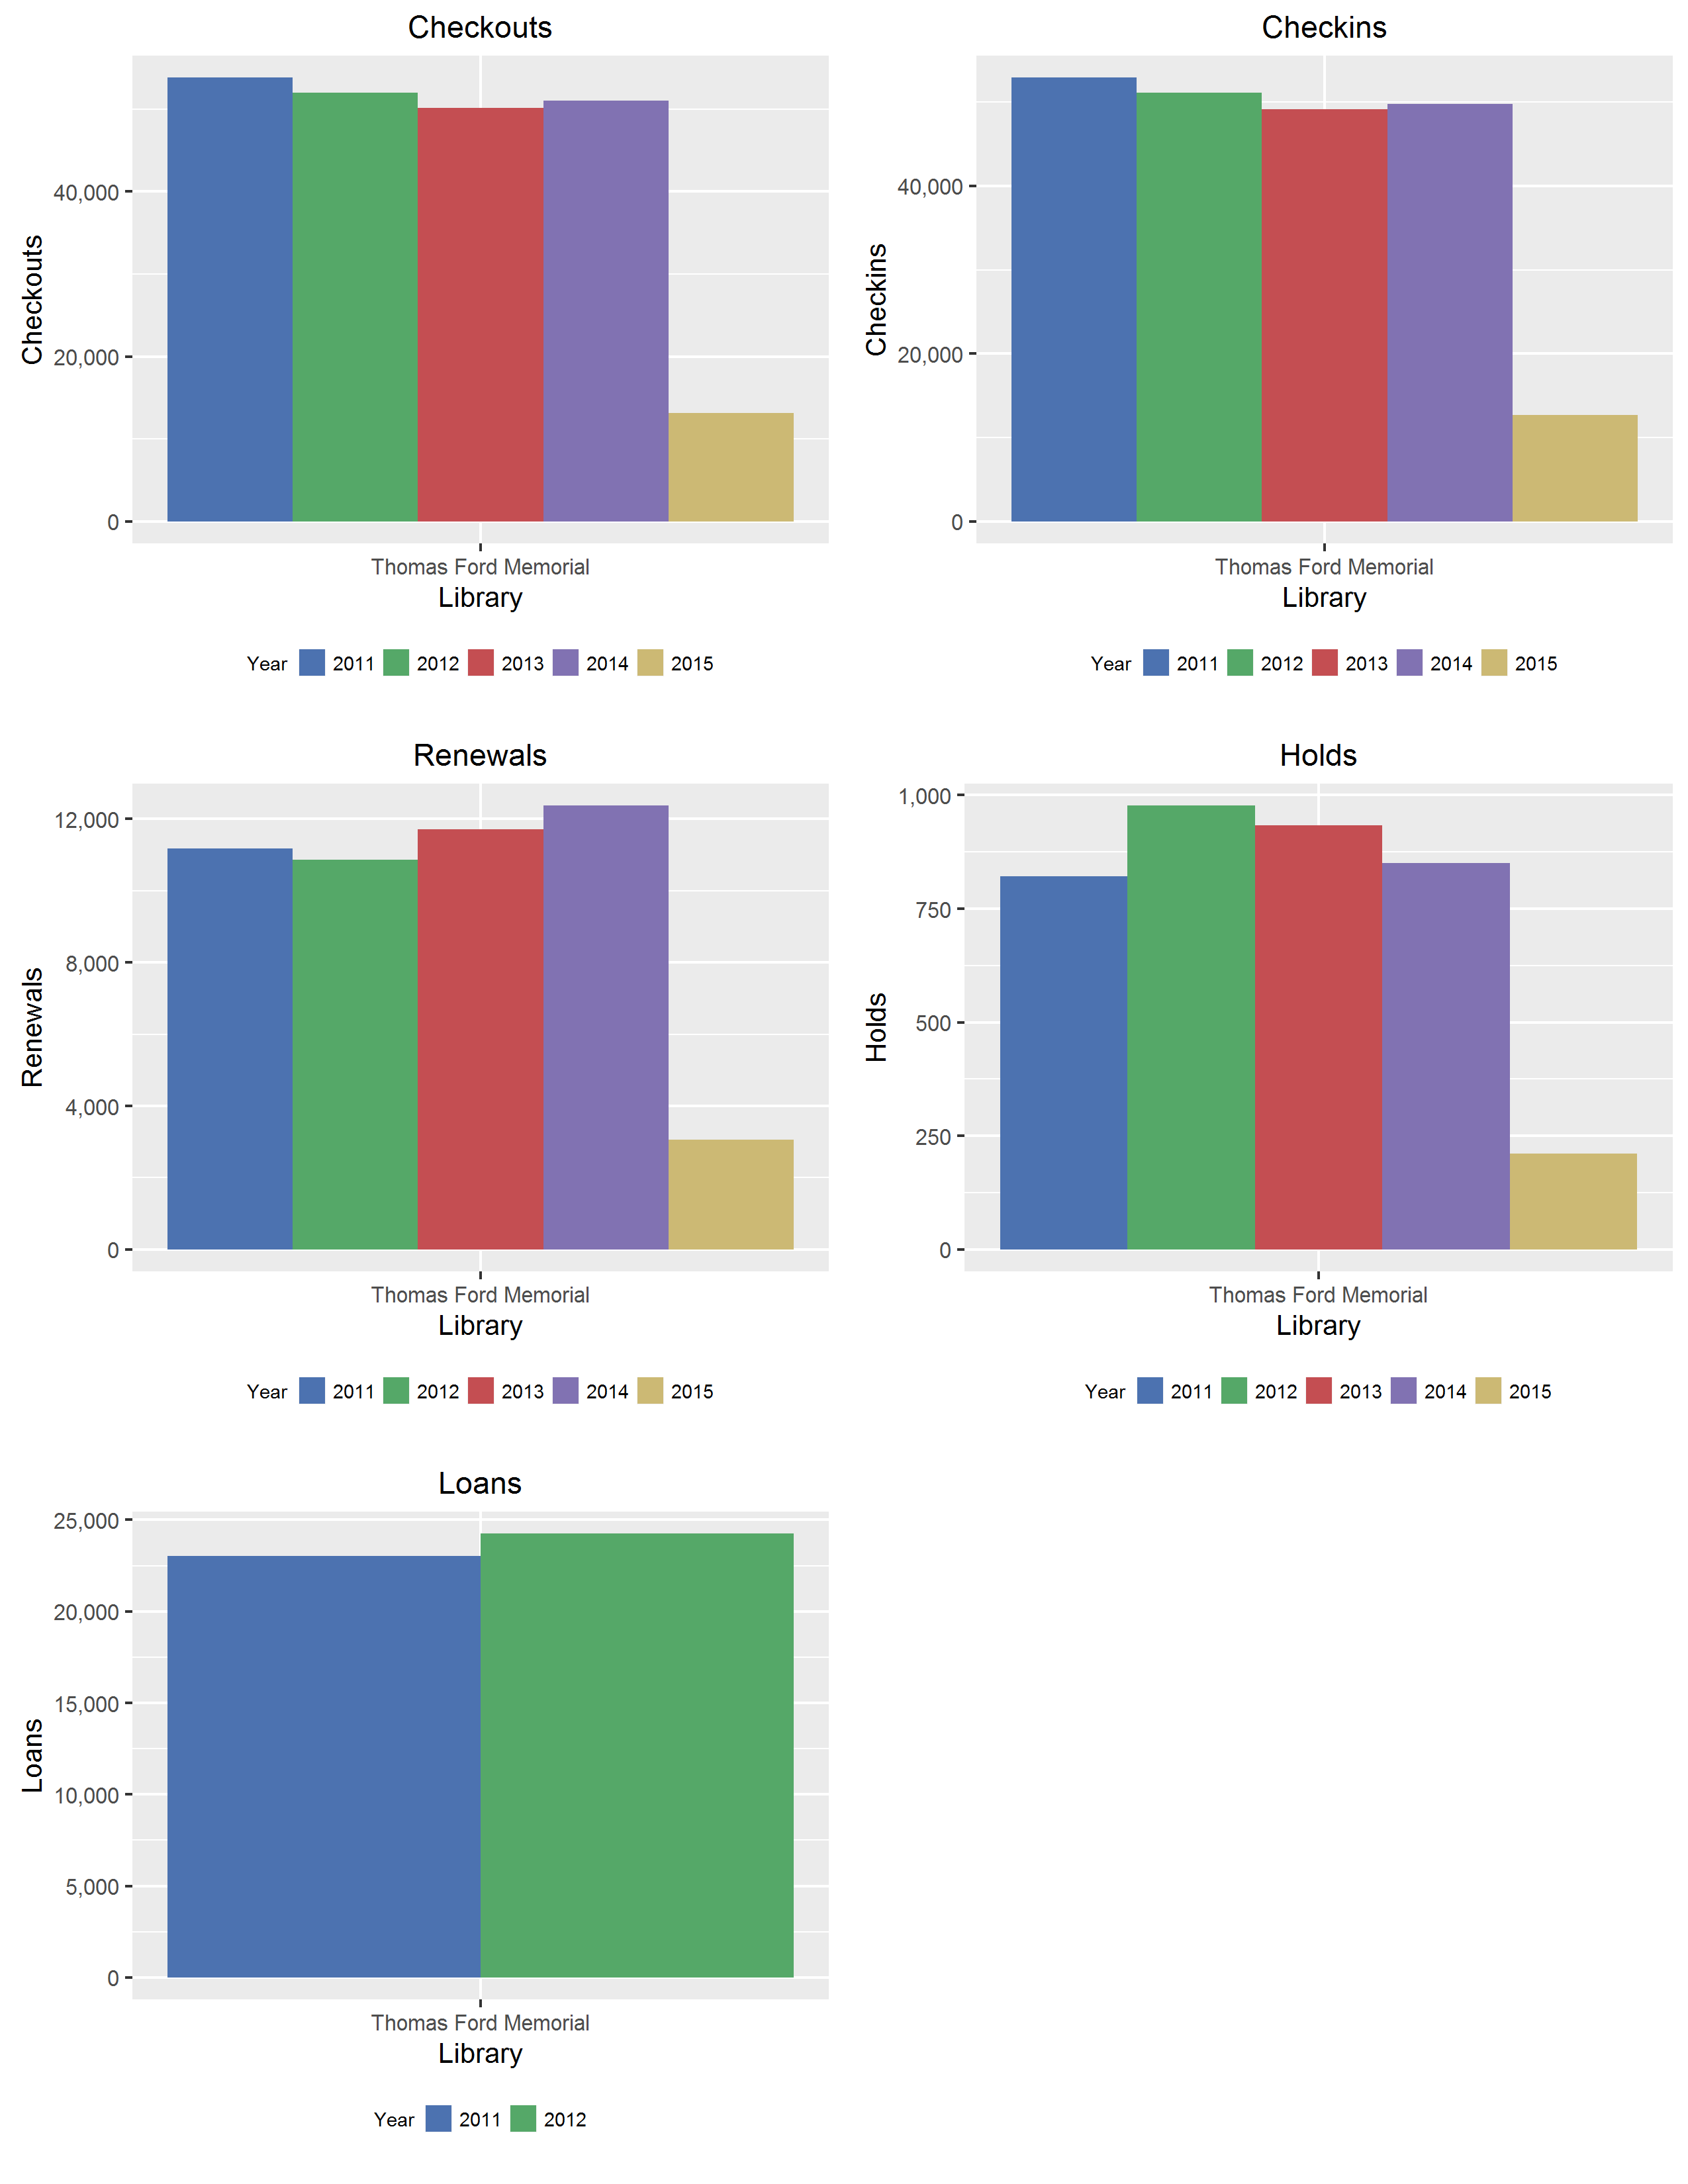 Checkouts
Checkouts
40,000
20,000
0
Thomas Ford Memorial
Library
Year 2011 2012 2013 2014 2015
Checkins
Checkins
40,000
20,000
0
Thomas Ford Memorial
Library
Year 2011 2012 2013 2014 2015
Renewals
Renewals
12,000
8,000
4,000
0
Thomas Ford Memorial
Library
Year 2011 2012 2013 2014 2015
Holds
Holds
1,000
750
500
250
0
Thomas Ford Memorial
Library
Year 2011 2012 2013 2014 2015
Loans
Loans
25,000
20,000
15,000
10,000
5,000
0
Thomas Ford Memorial
Library
Year 2011 2012